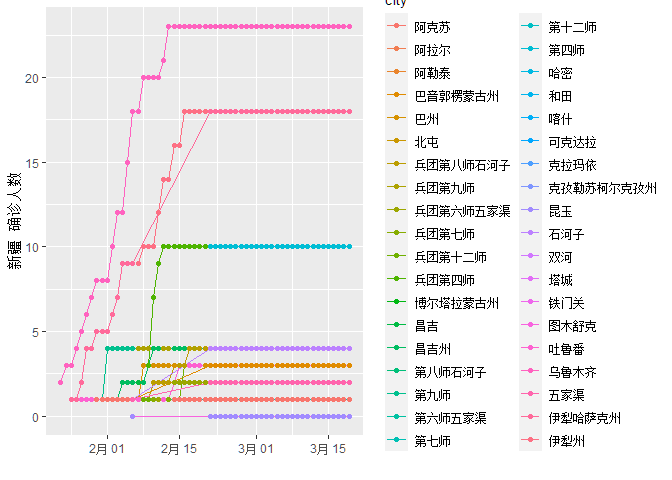 city
阿克苏
阿拉尔
阿勒泰
巴音郭楞蒙古州
巴州
北屯
兵团第八师石河子
兵团第九师
兵团第六师五家渠
兵团第七师
兵团第十二师
兵团第四师
博尔塔拉蒙古州
昌吉
昌吉州
第八师石河子
第九师
第六师五家渠
第七师
第十二师
第四师
哈密
和田
喀什
可克达拉
克拉玛依
克孜勒苏柯尔克孜州
昆玉
石河子
双河
塔城
铁门关
图木舒克
吐鲁番
乌鲁木齐
五家渠
伊犁哈萨克州
伊犁州
新疆 确诊人数
20
15
10
5
0
2月 01
2月 15
3月 01
3月 15